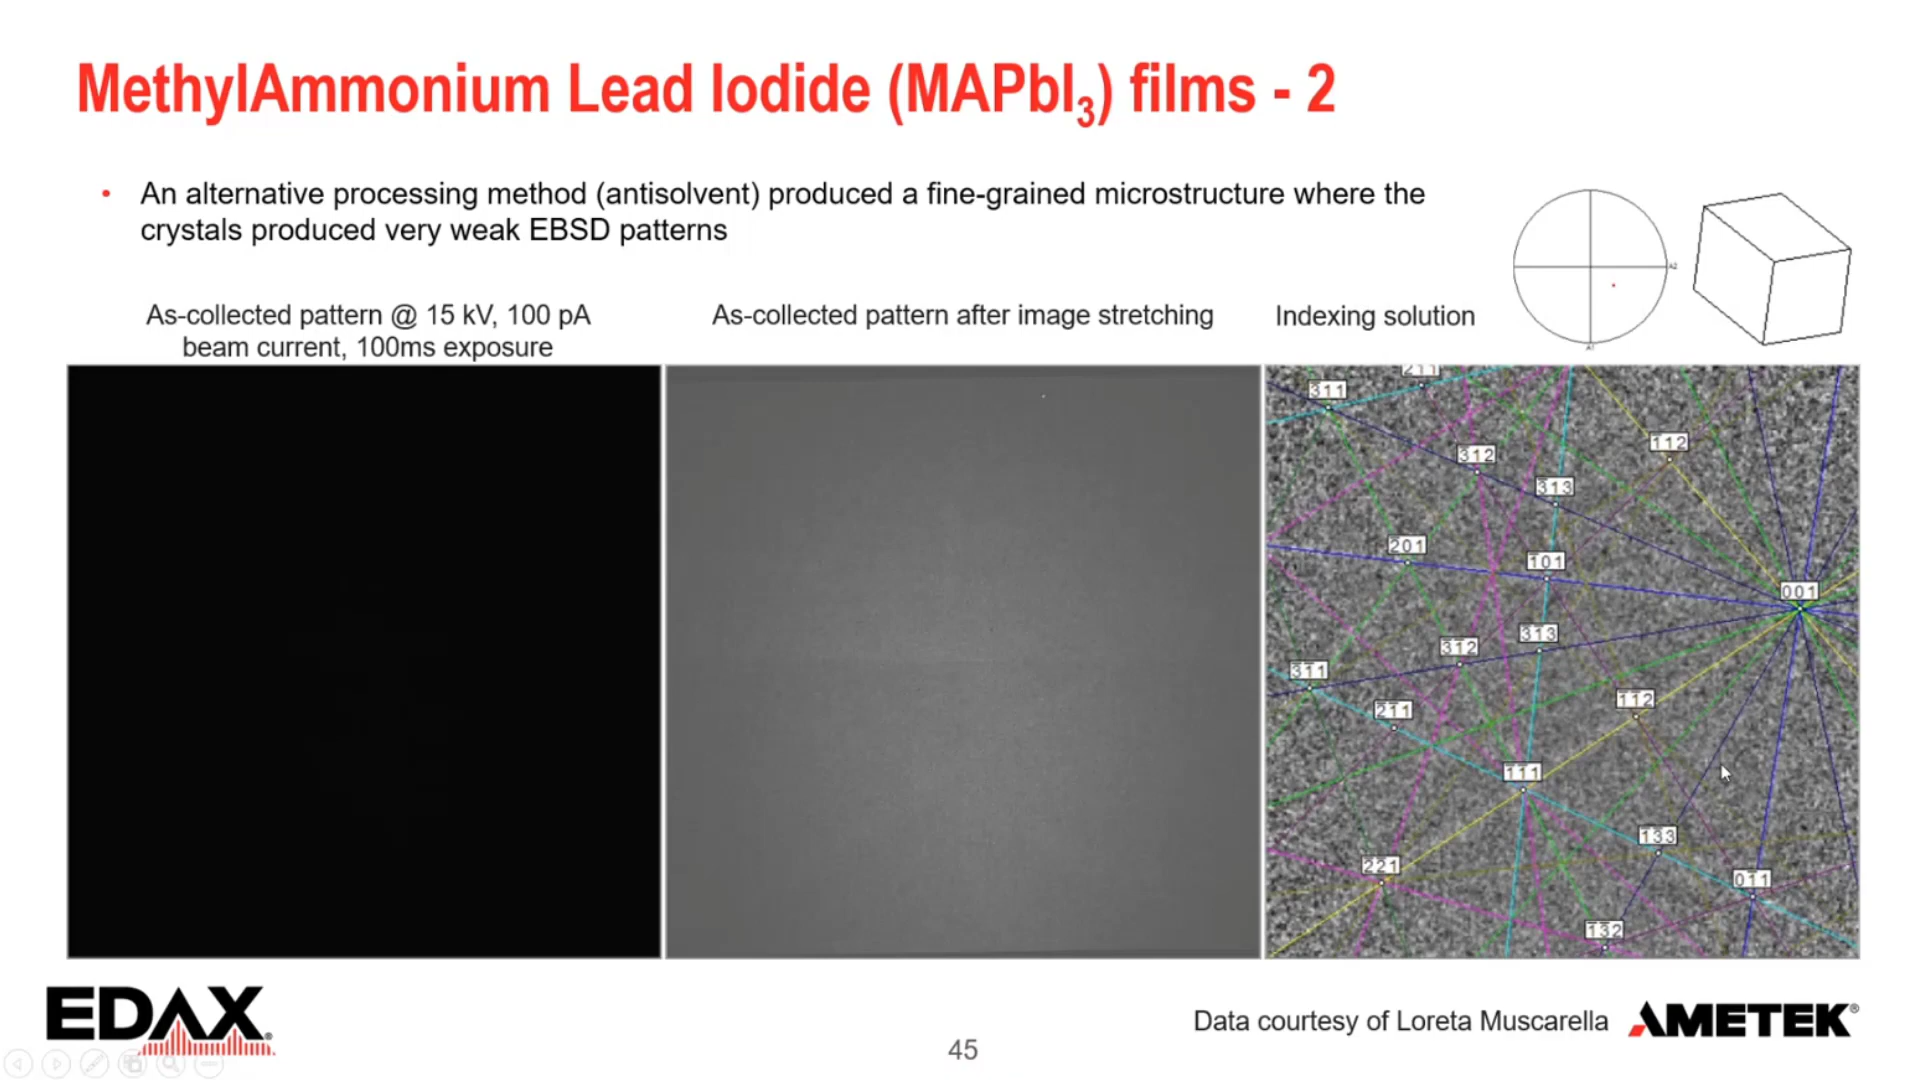 MethylAmmonium Lead Iodide (MAPbI₃) films - 2
• An alternative processing method (antisolvent) produced a fine-grained microstructure where the
crystals produced very weak EBSD patterns
As-collected pattern @ 15 kV, 100 pA
beam current, 100ms exposure
As-collected pattern after image stretching
Indexing solution
A2
A1
211
311
112
312
313
201
101
001
313
312
311
112
211
111
133
221
011
132
EDAX®
Data courtesy of Loreta Muscarella
AMETEK®
45